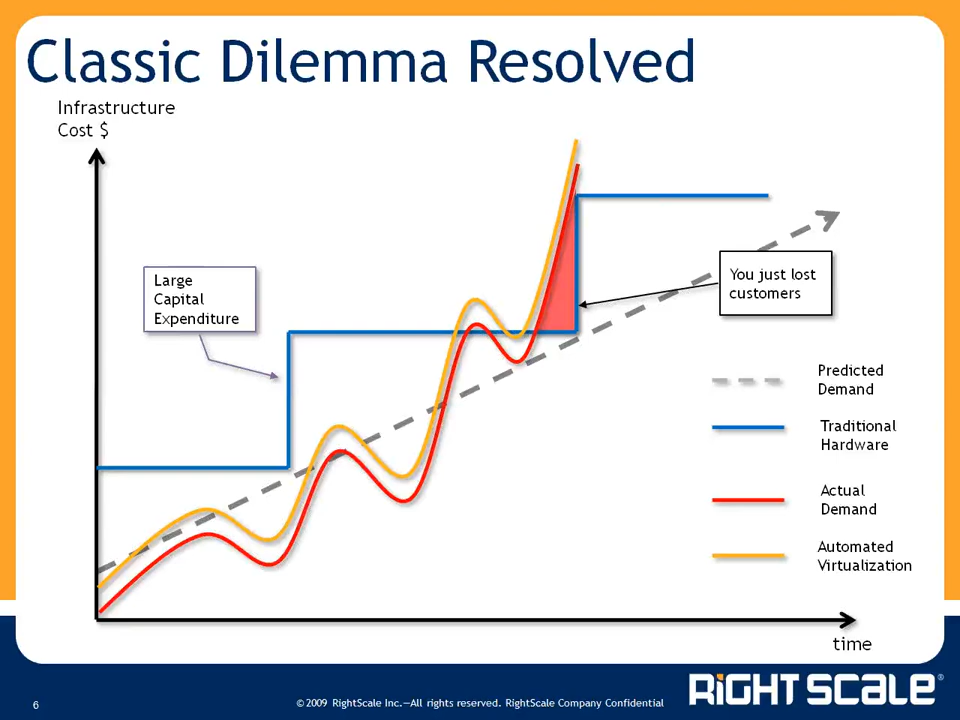 Classic Dilemma Resolved
Infrastructure
Cost $
Large
Capital
Expenditure
You just lost
customers
Predicted
Demand
Traditional
Hardware
Actual
Demand
Automated
Virtualization
time
6
©2009 RightScale Inc.—All rights reserved. RightScale Company Confidential
RIGHT SCALE®